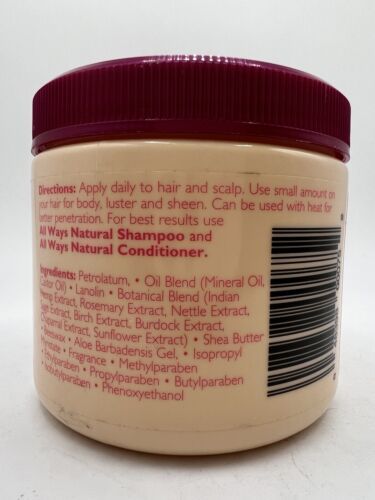 Directions: Apply daily to hair and scalp. Use small amount on
your hair for body, luster and sheen. Can be used with heat for
better penetration. For best results use
All Ways Natural Shampoo and
All Ways Natural Conditioner.
Ingredients: Petrolatum, • Oil Blend (Mineral Oil,
Castor Oil) • Lanolin • Botanical Blend (Indian
Hemp Extract, Rosemary Extract, Nettle Extract,
Sage Extract, Birch Extract, Burdock Extract,
Chaparral Extract, Sunflower Extract) • Shea Butter
• Beeswax • Aloe Barbadensis Gel, • Isopropyl
Myristate • Fragrance • Methylparaben
• Ethylparaben • Propylparaben • Butylparaben
• Isobutylparaben • Phenoxyethanol